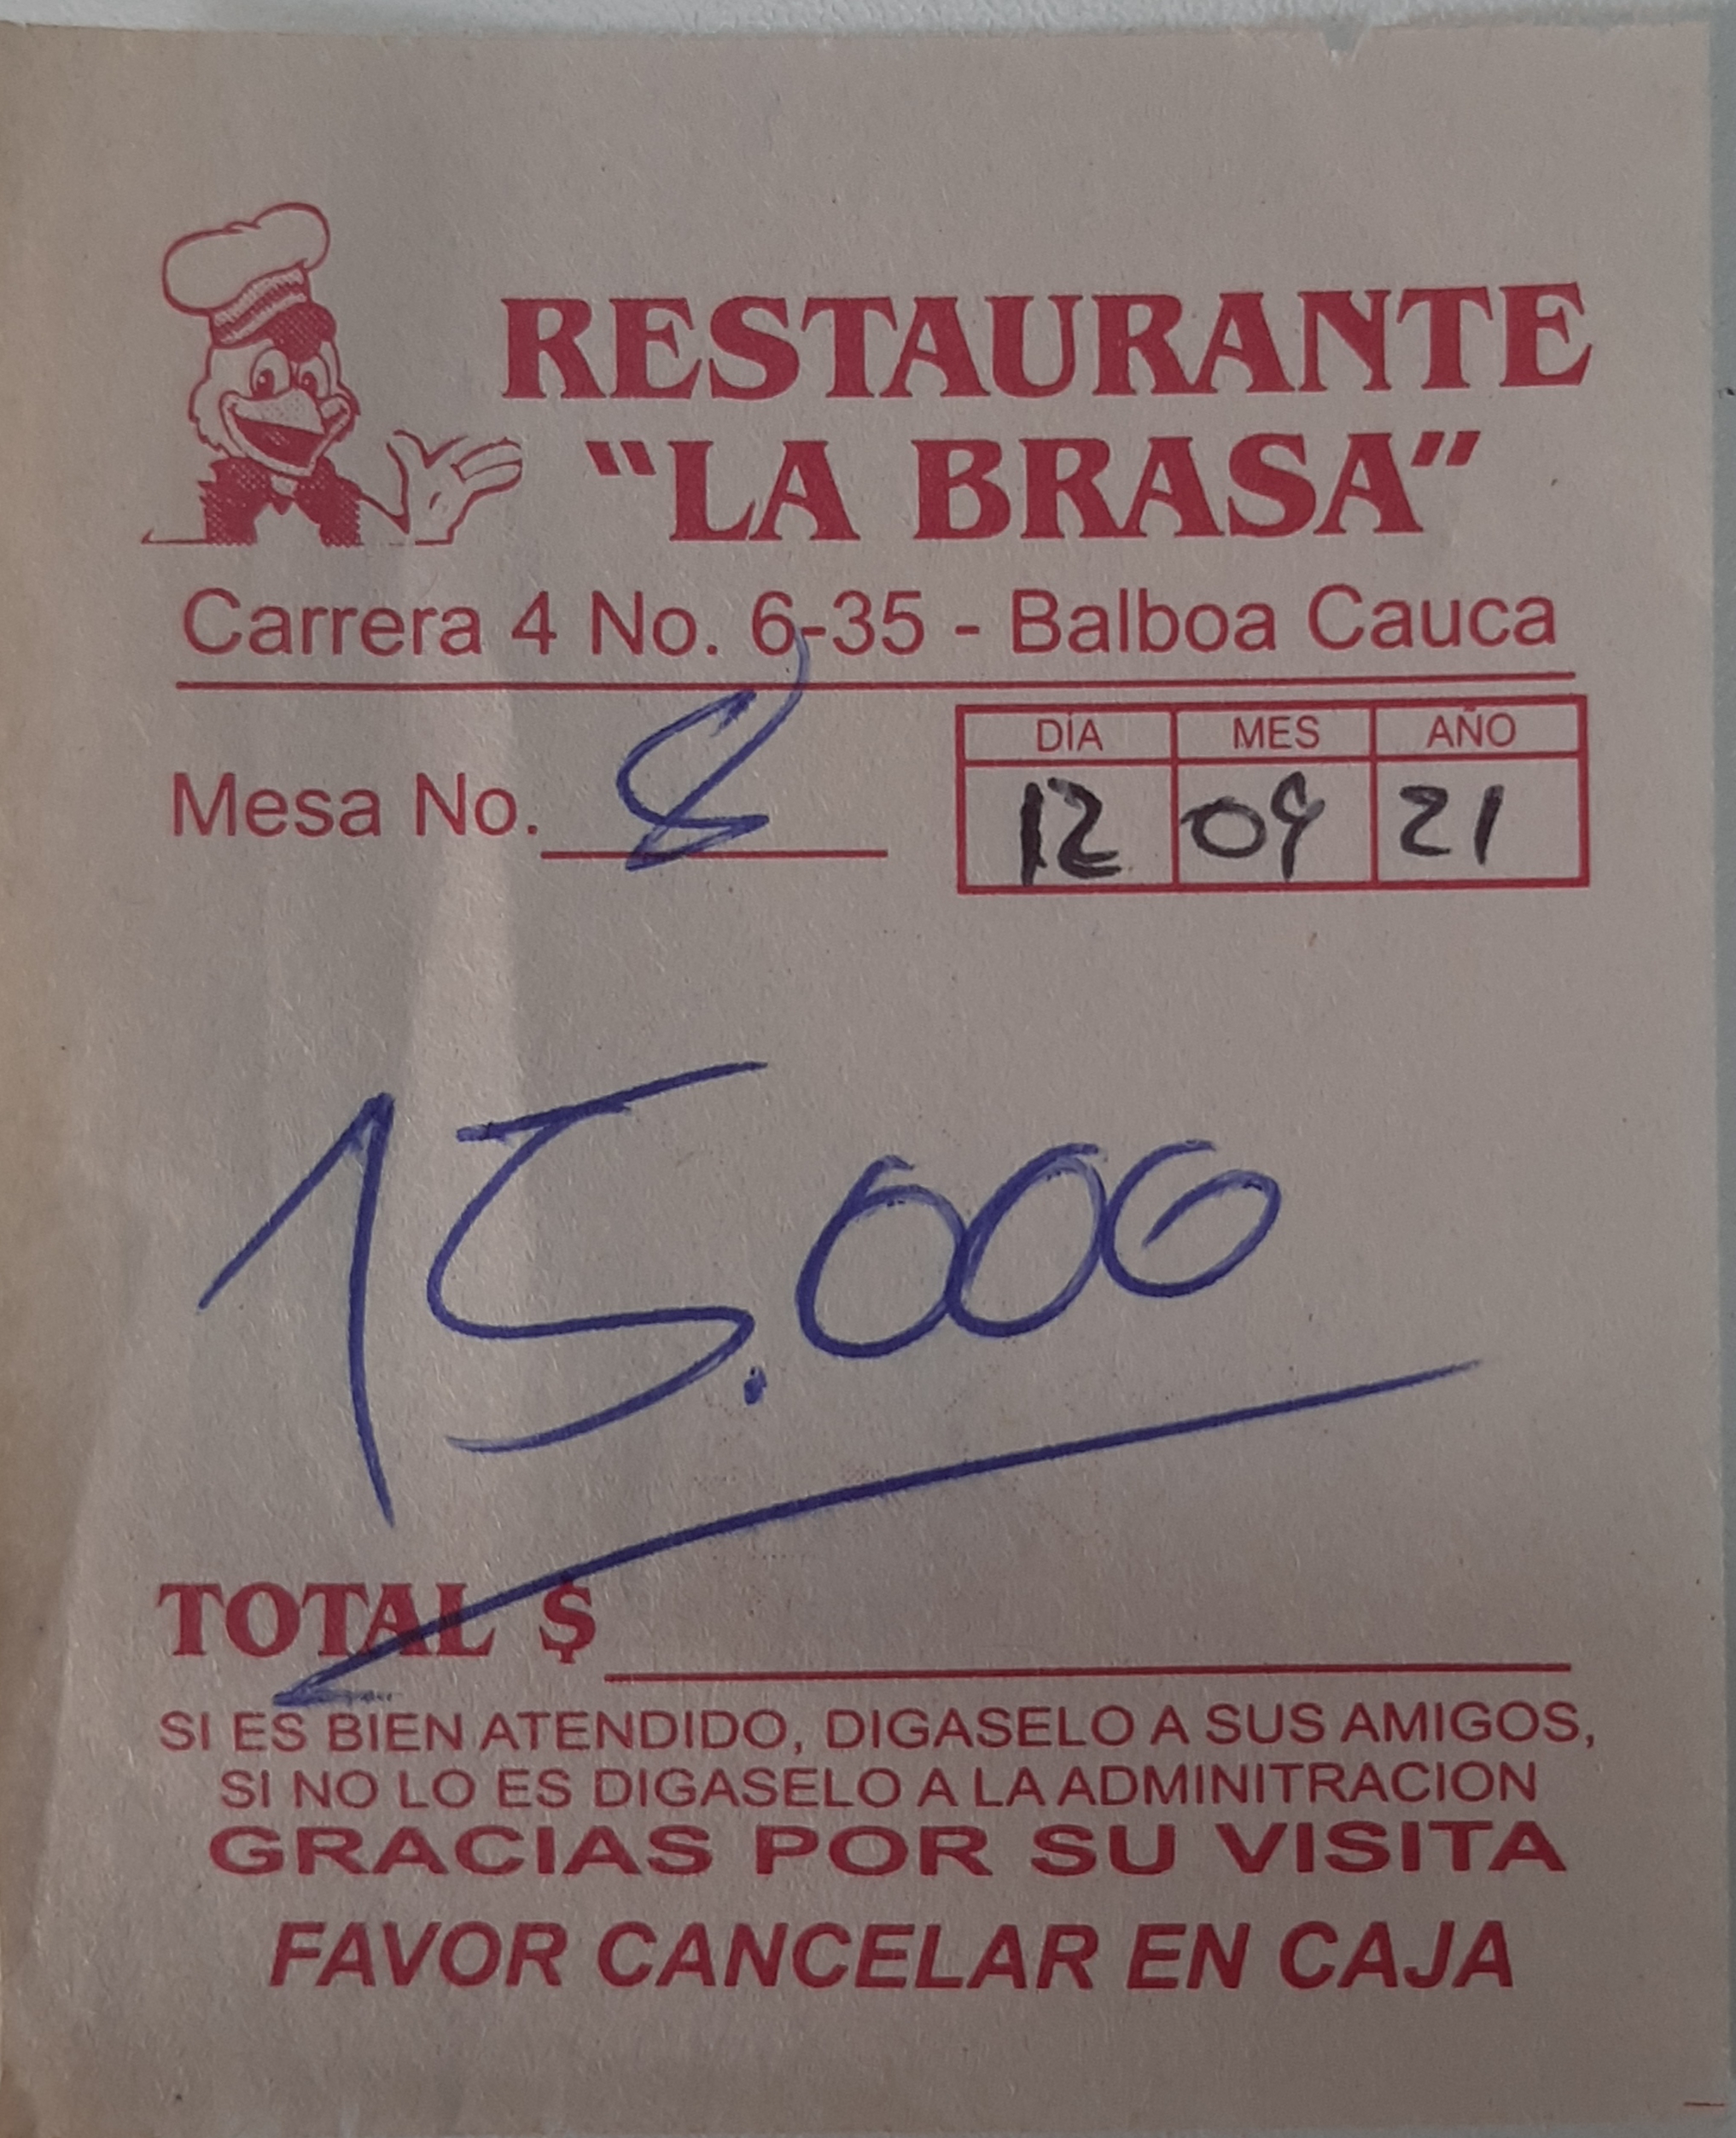 RESTAURANTE
"LA BRASA"
Carrera 4 No. 6-35 - Balboa Cauca
Mesa No. 8
DÍA MES AÑO
12 09 21
15.000
TOTAL $
SI ES BIEN ATENDIDO, DIGASELO A SUS AMIGOS,
SI NO LO ES DIGASELO A LA ADMINITRACION
GRACIAS POR SU VISITA
FAVOR CANCELAR EN CAJA